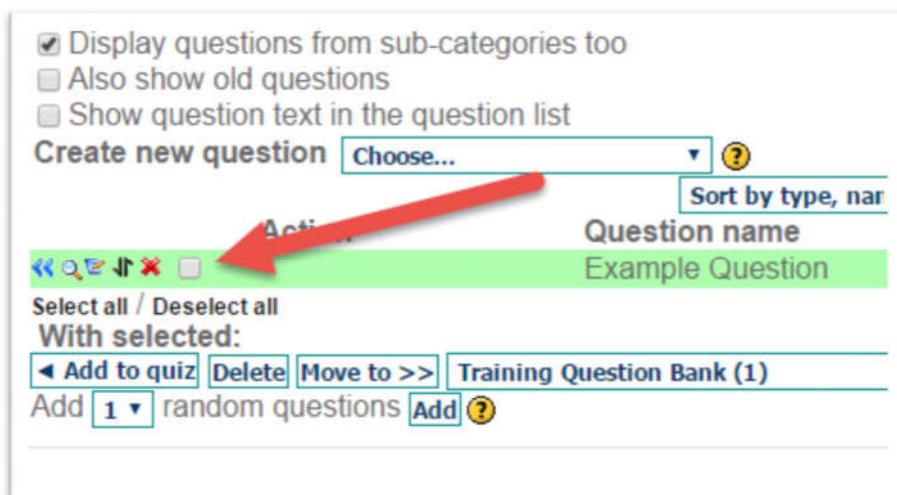 Display questions from sub-categories too
Also show old questions
Show question text in the question list
Create new question Choose... ?
Sort by type, nar
Question name
Example Question
Select all / Deselect all
With selected:
◄ Add to quiz Delete Move to >> Training Question Bank (1)
Add 1 random questions Add ?